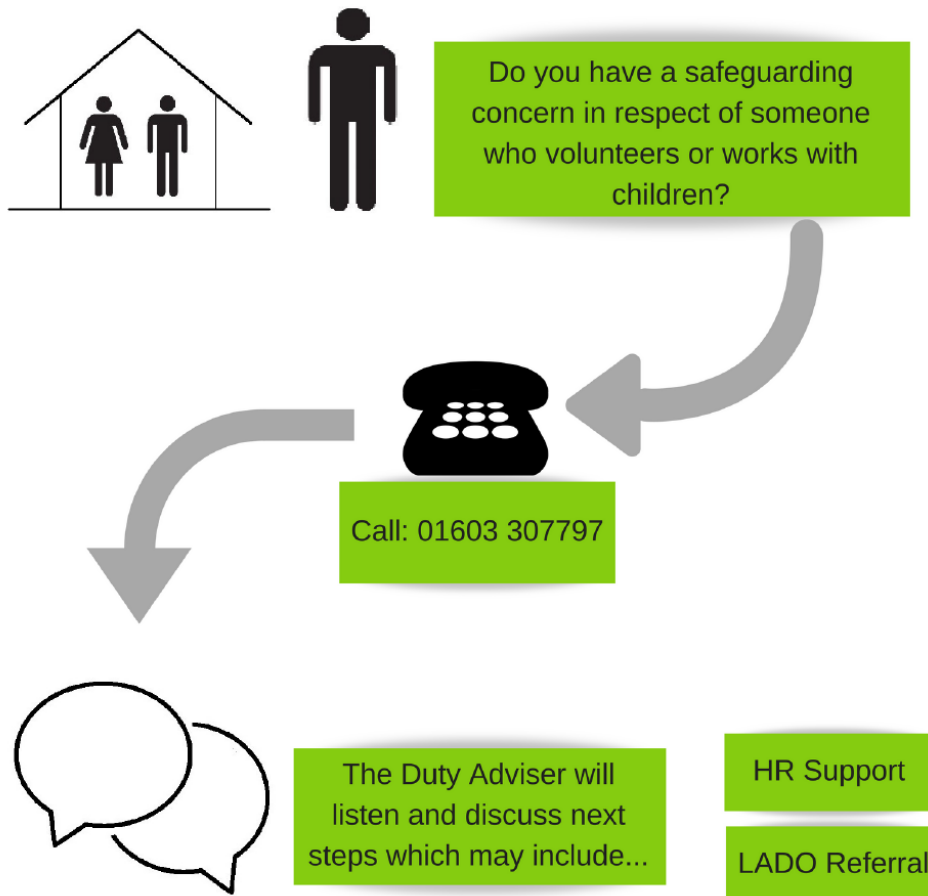 Do you have a safeguarding
concern in respect of someone
who volunteers or works with
children?
Call: 01603 307797
The Duty Adviser will
listen and discuss next
steps which may include...
HR Support
LADO Referral